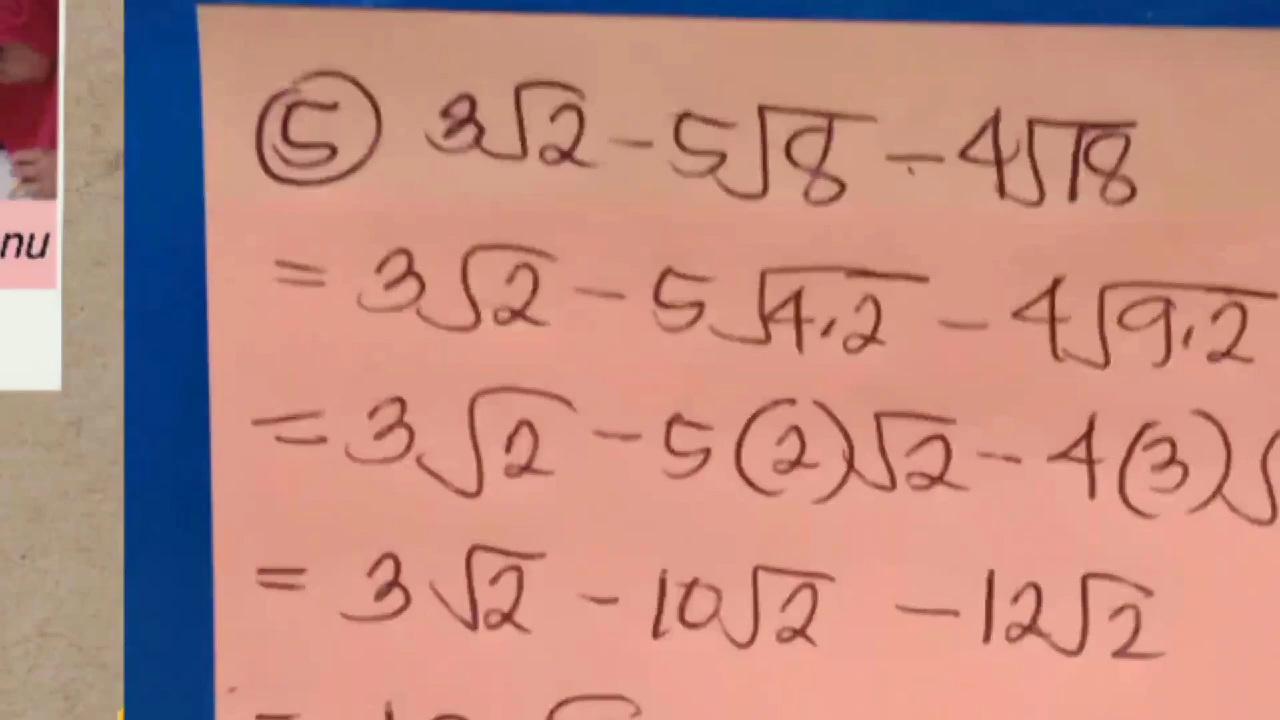 nu
⑤ 3√2 - 5√8 - 4√18
= 3√2 - 5√4.2 - 4√9.2
= 3√2 - 5(2)√2 - 4(3)√
= 3√2 - 10√2 - 12√2